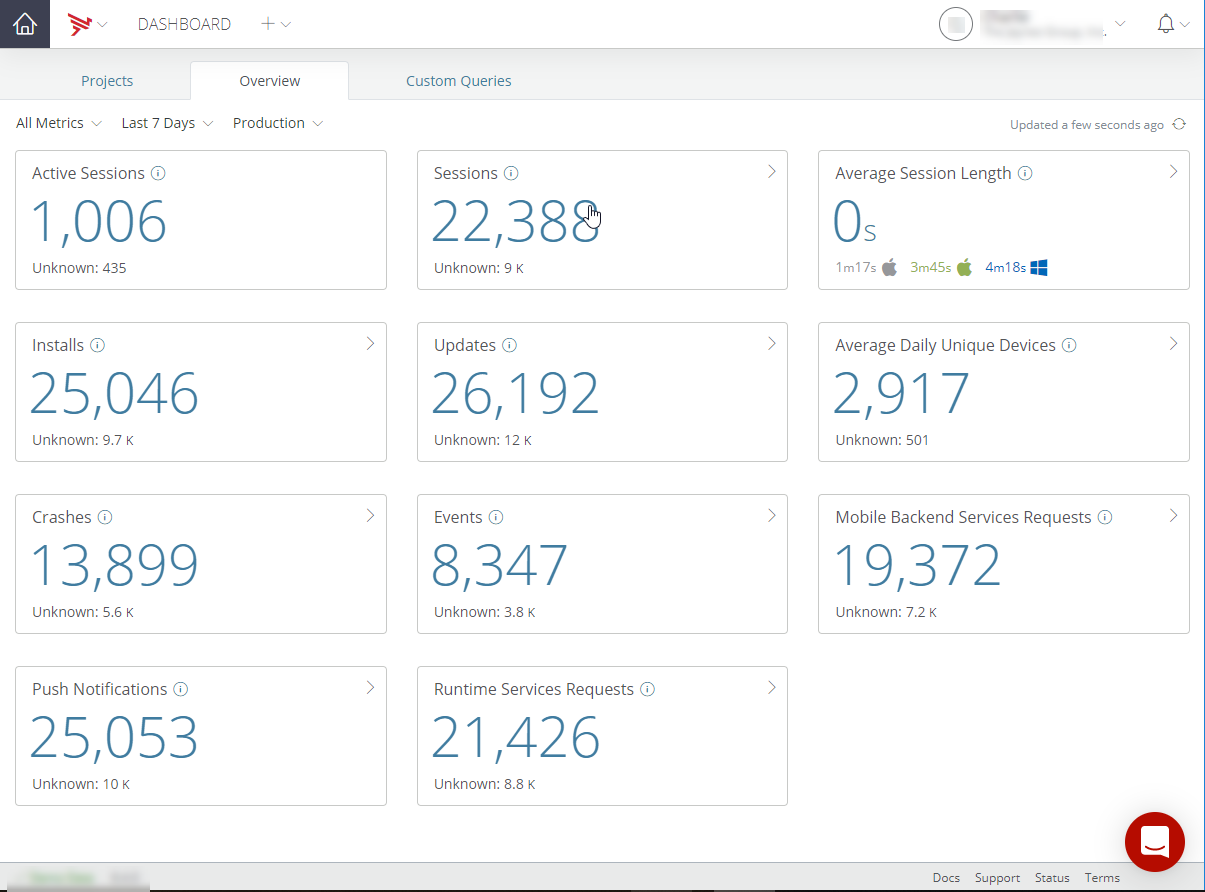 DASHBOARD
Projects Overview Custom Queries
All Metrics Last 7 Days Production Updated a few seconds ago
Active Sessions
1,006
Unknown: 435
Sessions
22,388
Unknown: 9 K
Average Session Length
0s
1m17s 3m45s 4m18s
Installs
25,046
Unknown: 9.7 K
Updates
26,192
Unknown: 12 K
Average Daily Unique Devices
2,917
Unknown: 501
Crashes
13,899
Unknown: 5.6 K
Events
8,347
Unknown: 3.8 K
Mobile Backend Services Requests
19,372
Unknown: 7.2 K
Push Notifications
25,053
Unknown: 10 K
Runtime Services Requests
21,426
Unknown: 8.8 K
Docs Support Status Terms